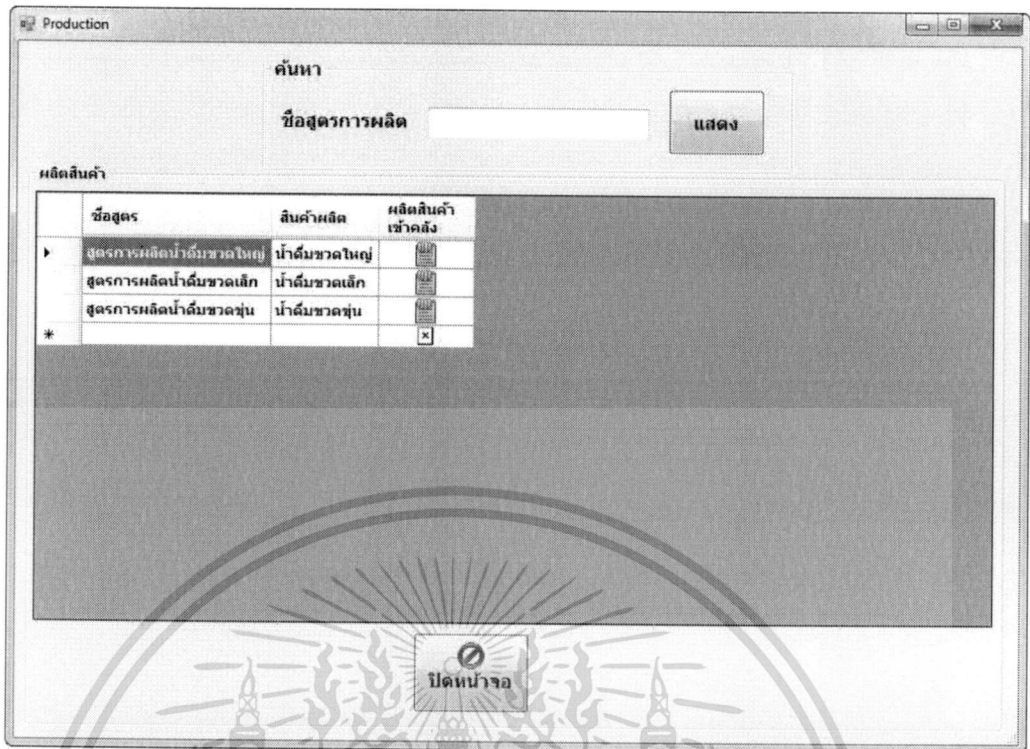 Production
ค้นหา
ชื่อสูตรการผลิต
แสดง
ผลิตสินค้า
ชื่อสูตร สินค้าผลิต ผลิตสินค้า
เข้าคลัง
สูตรการผลิตน้ำดื่มขวดใหญ่ น้ำดื่มขวดใหญ่
สูตรการผลิตน้ำดื่มขวดเล็ก น้ำดื่มขวดเล็ก
สูตรการผลิตน้ำดื่มขวดขุ่น น้ำดื่มขวดขุ่น
*
ปิดหน้าจอ